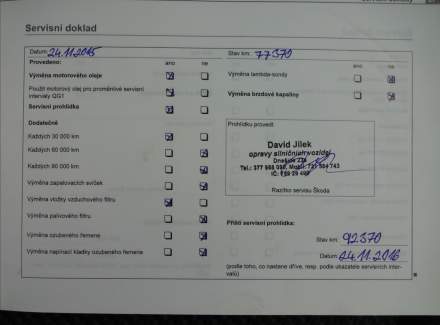 Servisní doklad
Datum: 24.11.2015
Stav km: 77370
Provedeno: ano ne
ano ne
Výměna motorového oleje
Výměna lambda-sondy
Použit motorový olej pro proměnlivé servisní
intervaly QG1
Výměna brzdové kapaliny
Servisní prohlídka
Dodatečně
Každých 30 000 km
Každých 60 000 km
Každých 90 000 km
Výměna zapalovacích svíček
Výměna vložky vzduchového filtru
Výměna palivového filtru
Výměna ozubeného řemene
Výměna napínací kladky ozubeného řemene
Prohlídku provedl:
David Jílek
opravy silničních vozidel
Tel.: 377
Razítko servisu Škoda
Příští servisní prohlídka:
Stav km: 92370
Datum: 24.11.2016
(podle toho, co nastane dříve, resp. podle ukazatele servisních inter-
valů)